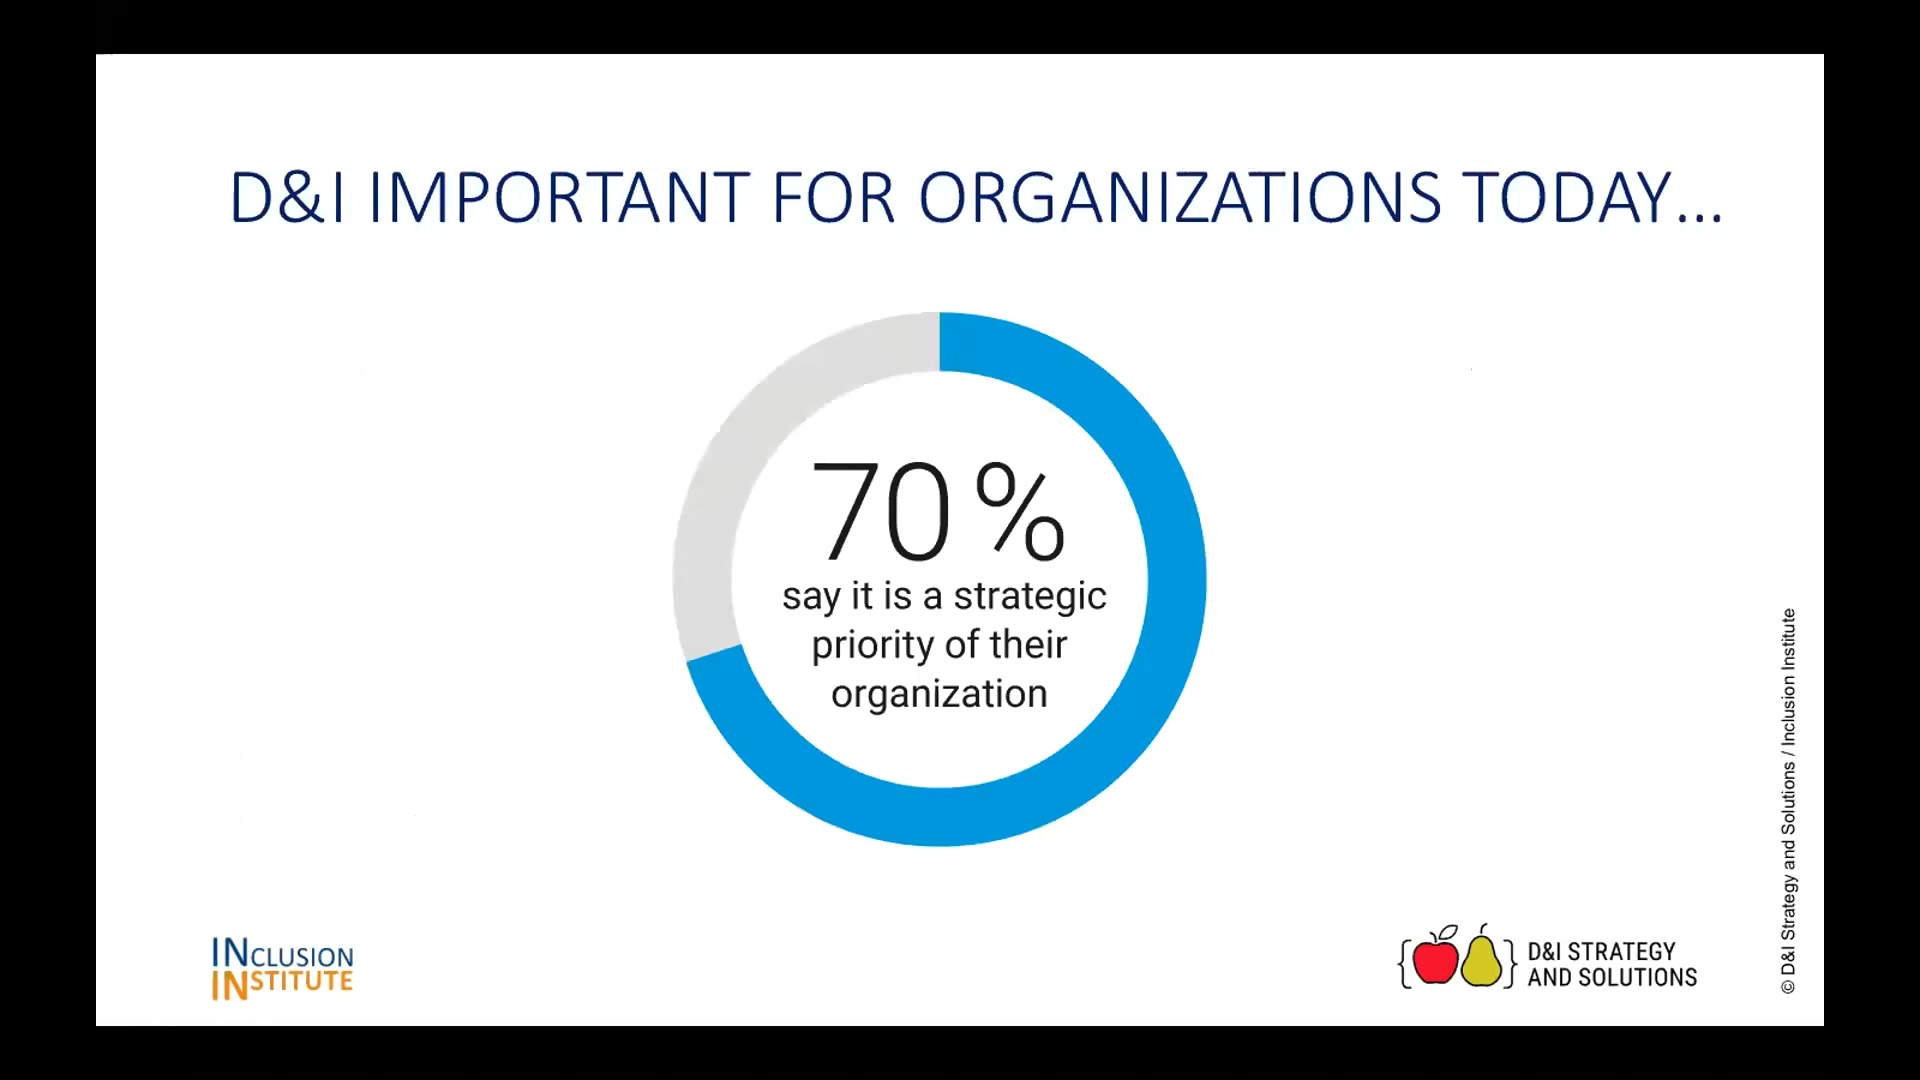 D&I IMPORTANT FOR ORGANIZATIONS TODAY...
70 %
say it is a strategic
priority of their
organization
INCLUSION
INSTITUTE
D&I STRATEGY
AND SOLUTIONS
© D&I Strategy and Solutions / Inclusion Institute